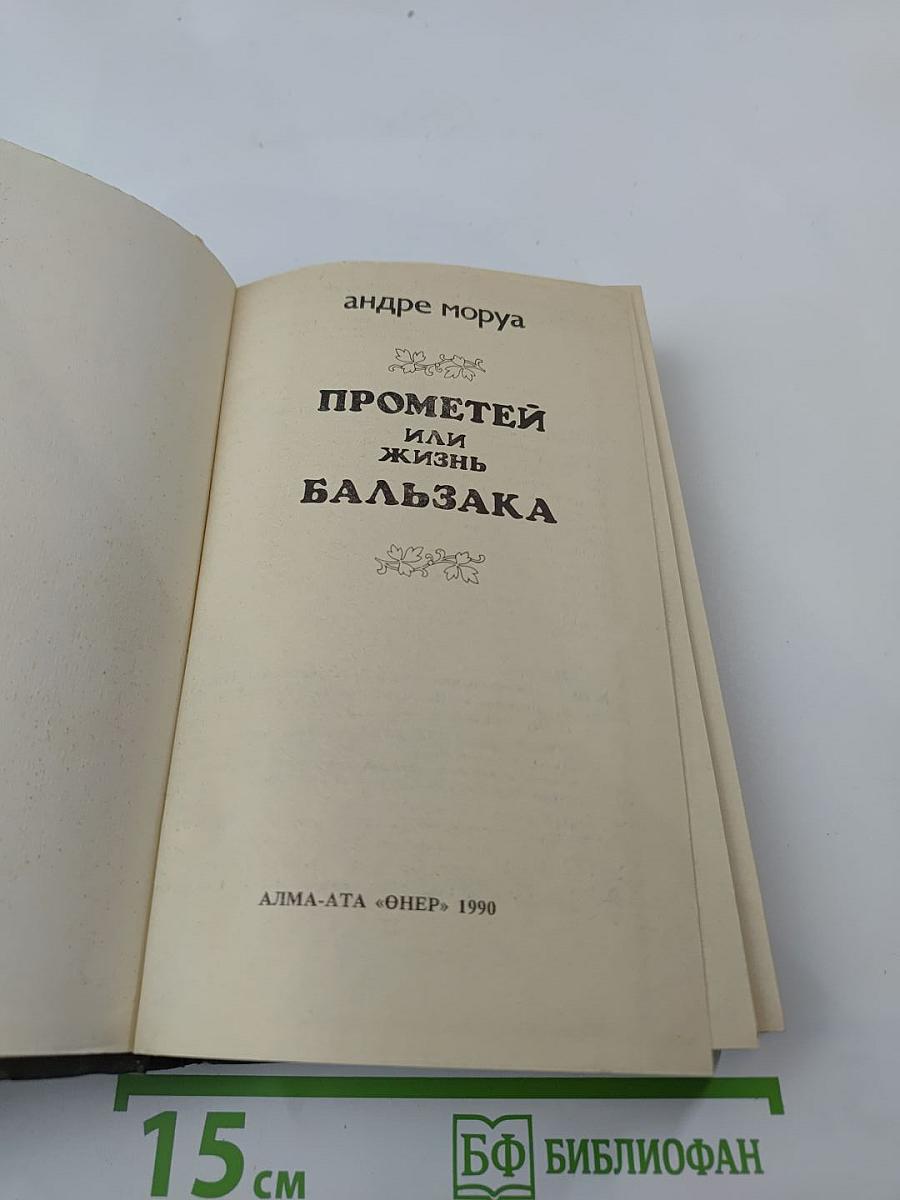 андре моруа
ПРОМЕТЕЙ
ИЛИ
ЖИЗНЬ
БАЛЬЗАКА
АЛМА-АТА «ӨНЕР» 1990
15 см
БФ БИБЛИОФАН